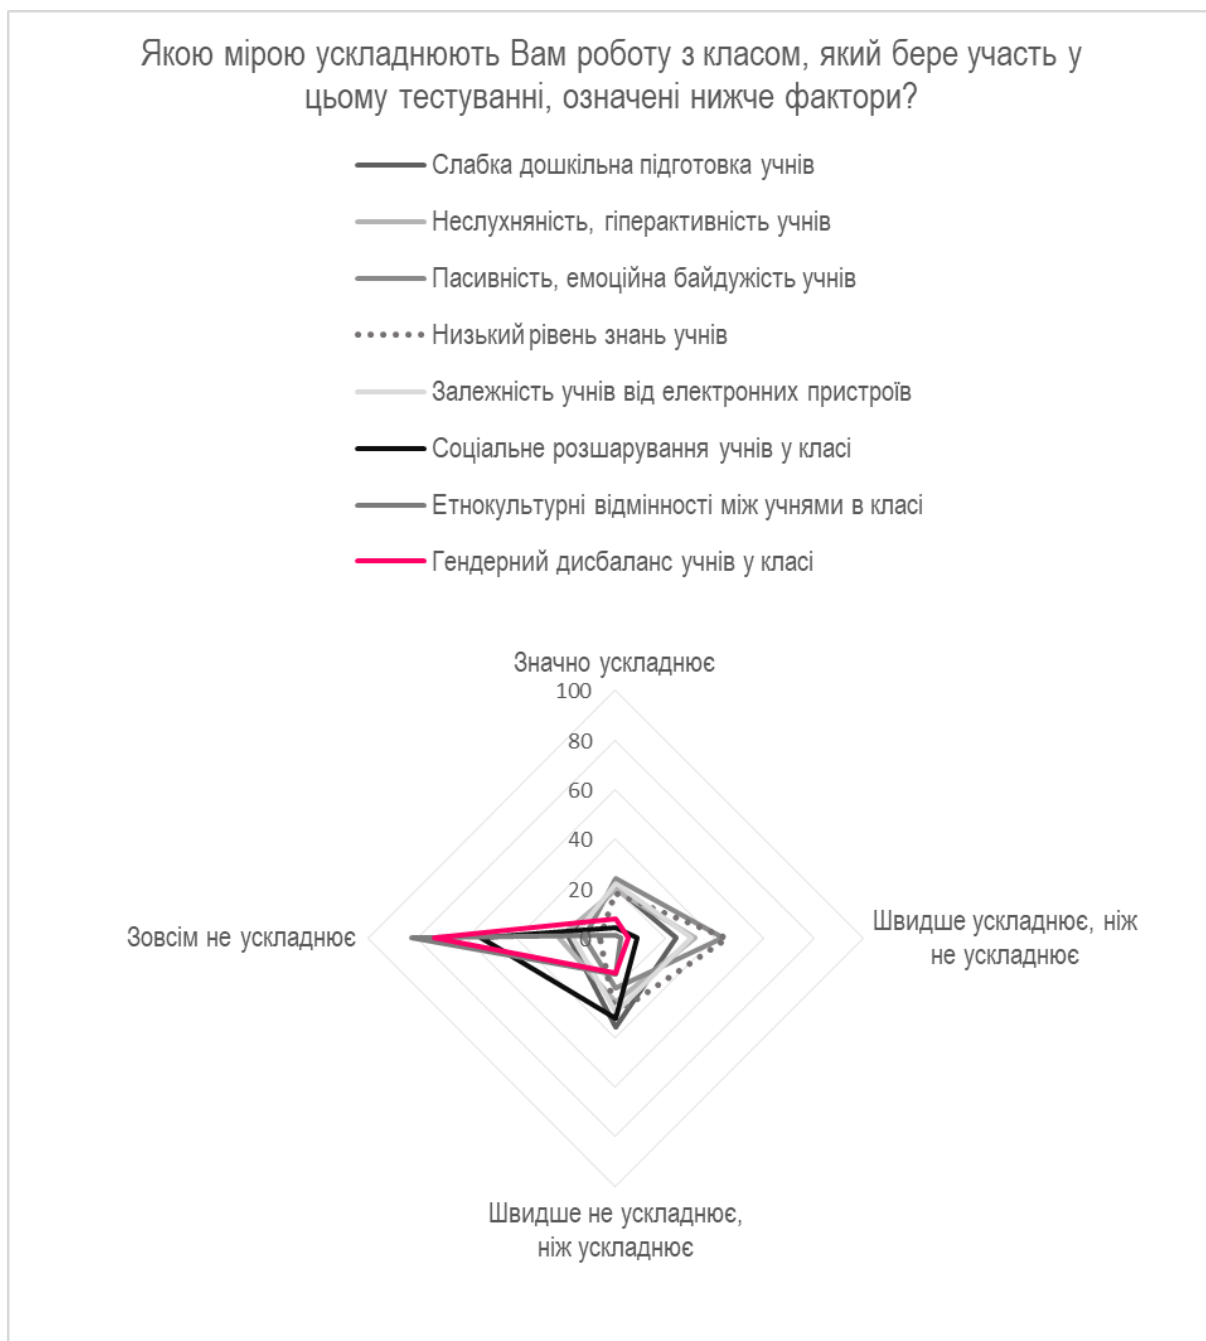 Якою мірою ускладнюють Вам роботу з класом, який бере участь у
цьому тестуванні, означені нижче фактори?
Слабка дошкільна підготовка учнів
Неслухняність, гіперактивність учнів
Пасивність, емоційна байдужість учнів
Низький рівень знань учнів
Залежність учнів від електронних пристроїв
Соціальне розшарування учнів у класі
Етнокультурні відмінності між учнями в класі
Гендерний дисбаланс учнів у класі
Значно ускладнює
100
80
60
40
20
0
Швидше ускладнює, ніж
не ускладнює
Зовсім не ускладнює
Швидше не ускладнює,
ніж ускладнює